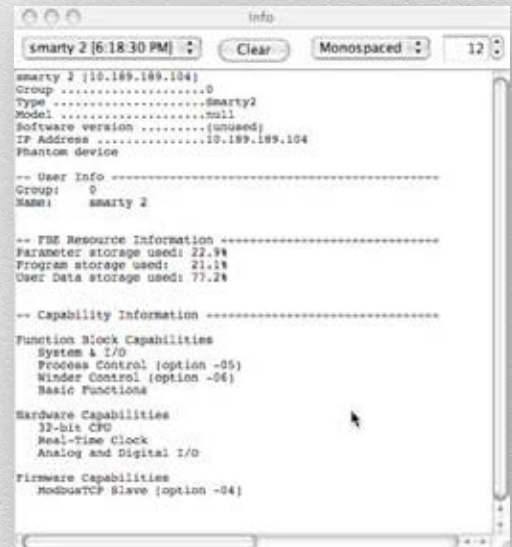 Info
smarty 2 [6:18:30 PM] Clear Monospaced 12
smarty 2 [10.189.189.104]
Group ....................0
Type .....................Smarty2
Model ....................null
Software version .........(unused)
IP Address ...............10.189.189.104
Phantom device
-- User Info ------------------------------------------
Group: 0
Name: smarty 2
-- FBE Resource Information ----------------------------
Parameter storage used: 22.9%
Program storage used: 21.1%
User Data storage used: 77.2%
-- Capability Information ------------------------------
Function Block Capabilities
System & I/O
Process Control (option -05)
Winder Control (option -06)
Basic Functions
Hardware Capabilities
32-bit CPU
Real-Time Clock
Analog and Digital I/O
Firmware Capabilities
ModbusTCP Slave (option -04)